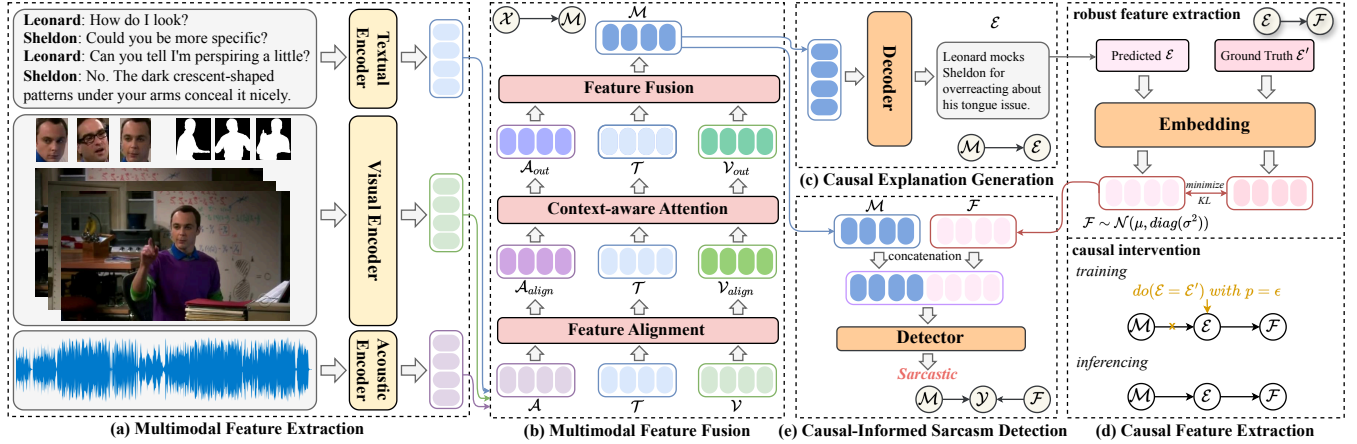 Leonard: How do I look?
Sheldon: Could you be more specific?
Leonard: Can you tell I'm perspiring a little?
Sheldon: No. The dark crescent-shaped
patterns under your arms conceal it nicely.
Textual
Encoder
Visual Encoder
Acoustic
Encoder
(a) Multimodal Feature Extraction
𝒳
ℳ
ℳ
Feature Fusion
𝒜out
𝒯
𝒱out
Context-aware Attention
𝒜align
𝒯
𝒱align
Feature Alignment
𝒜
𝒯
𝒱
(b) Multimodal Feature Fusion
Decoder
ℰ
Leonard mocks
Sheldon for
overreacting about
his tongue issue.
ℳ
ℰ
(c) Causal Explanation Generation
ℳ
ℱ
concatenation
Detector
Sarcastic
ℳ
𝒴
ℱ
(e) Causal-Informed Sarcasm Detection
robust feature extraction
ℰ
ℱ
Predicted ℰ
Ground Truth ℰ′
Embedding
minimize
KL
ℱ ∼ 𝒩(μ, diag(σ²))
causal intervention
training
do(ℰ = ℰ′) with p = ϵ
ℳ
ℰ
ℱ
inferencing
ℳ
ℰ
ℱ
(d) Causal Feature Extraction